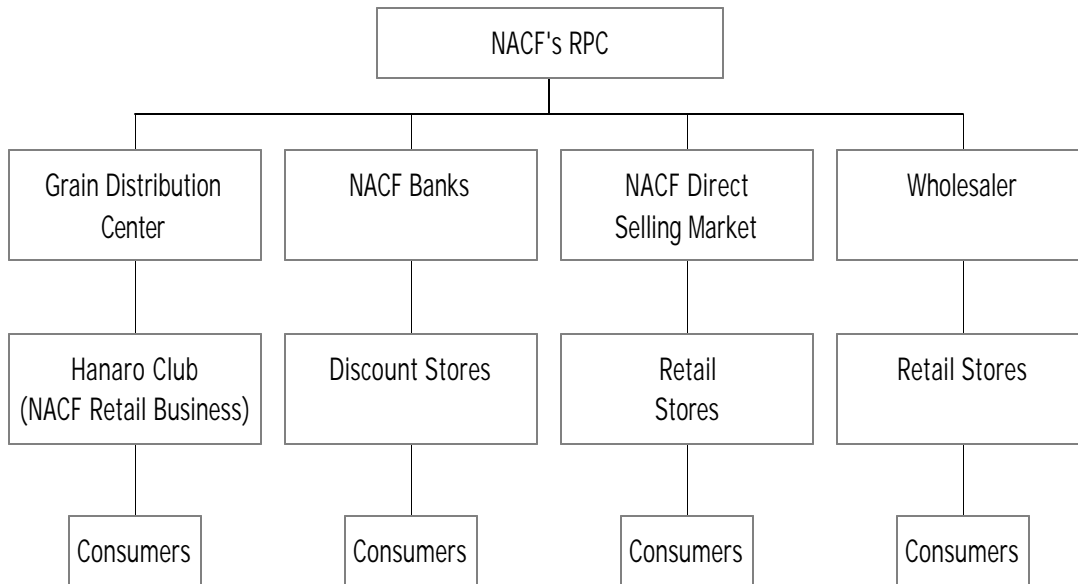 NACF's RPC
Grain Distribution
Center
NACF Banks
NACF Direct
Selling Market
Wholesaler
Hanaro Club
(NACF Retail Business)
Discount Stores
Retail
Stores
Retail Stores
Consumers
Consumers
Consumers
Consumers